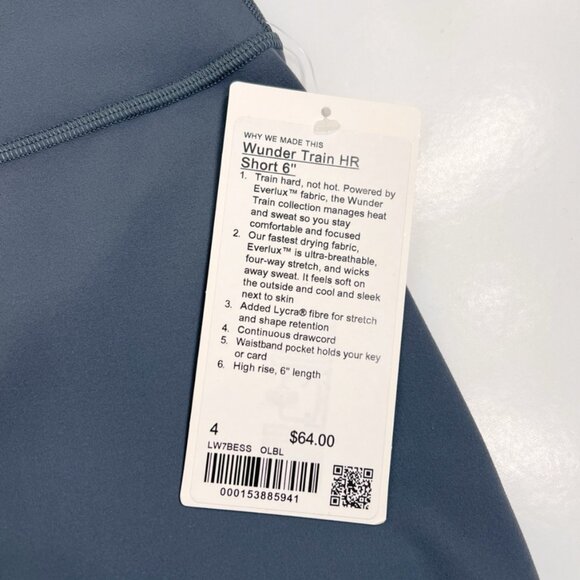 WHY WE MADE THIS
Wunder Train HR
Short 6"
1. Train hard, not hot. Powered by
Everlux™ fabric, the Wunder
Train collection manages heat
and sweat so you stay
comfortable and focused
2. Our fastest drying fabric,
Everlux™ is ultra-breathable,
four-way stretch, and wicks
away sweat. It feels soft on
the outside and cool and sleek
next to skin
3. Added Lycra® fibre for stretch
and shape retention
4. Continuous drawcord
5. Waistband pocket holds your key
or card
6. High rise, 6" length
4 $64.00
LW7BESS OLBL
000153885941